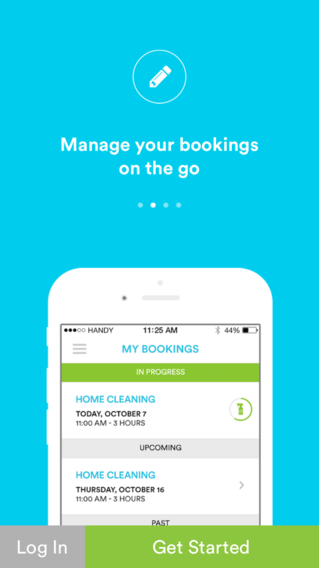 Manage your bookings
on the go
HANDY 11:25 AM 44%
MY BOOKINGS
IN PROGRESS
HOME CLEANING
TODAY, OCTOBER 7
11:00 AM - 3 HOURS
UPCOMING
HOME CLEANING
THURSDAY, OCTOBER 16
11:00 AM - 3 HOURS
PAST
Log In Get Started